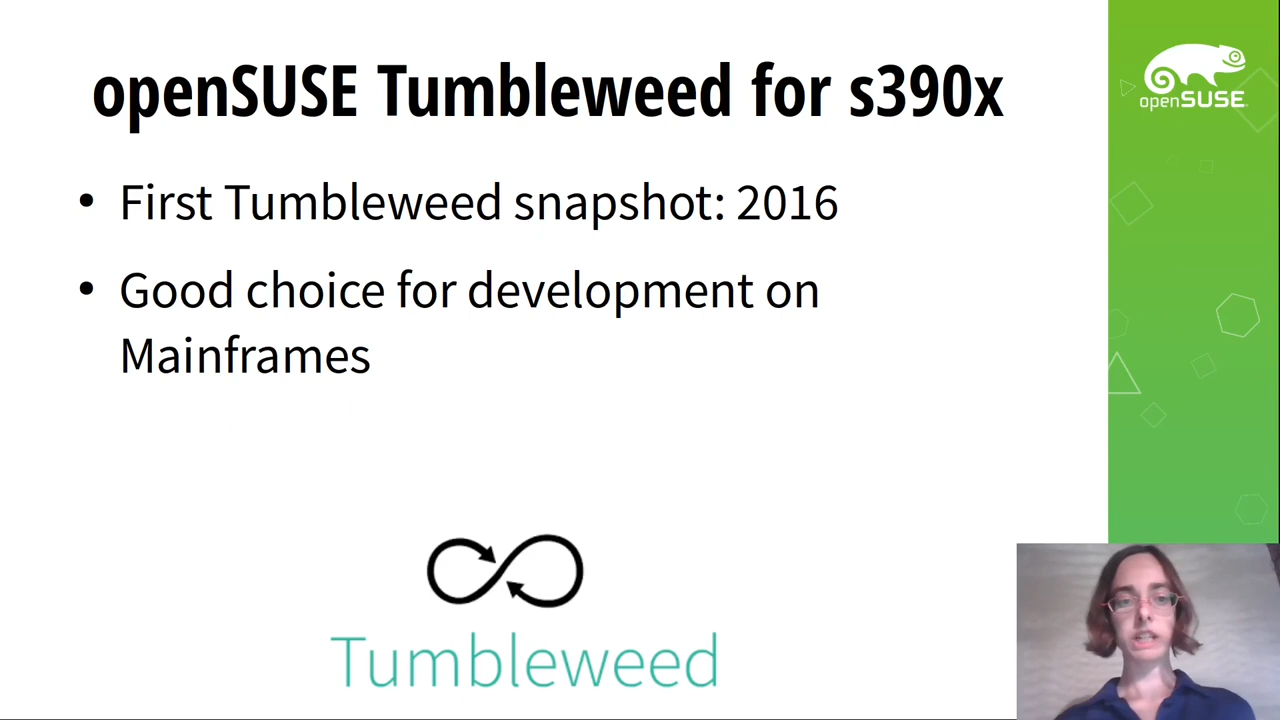 openSUSE Tumbleweed for s390x
openSUSE
• First Tumbleweed snapshot: 2016
• Good choice for development on
Mainframes
Tumbleweed